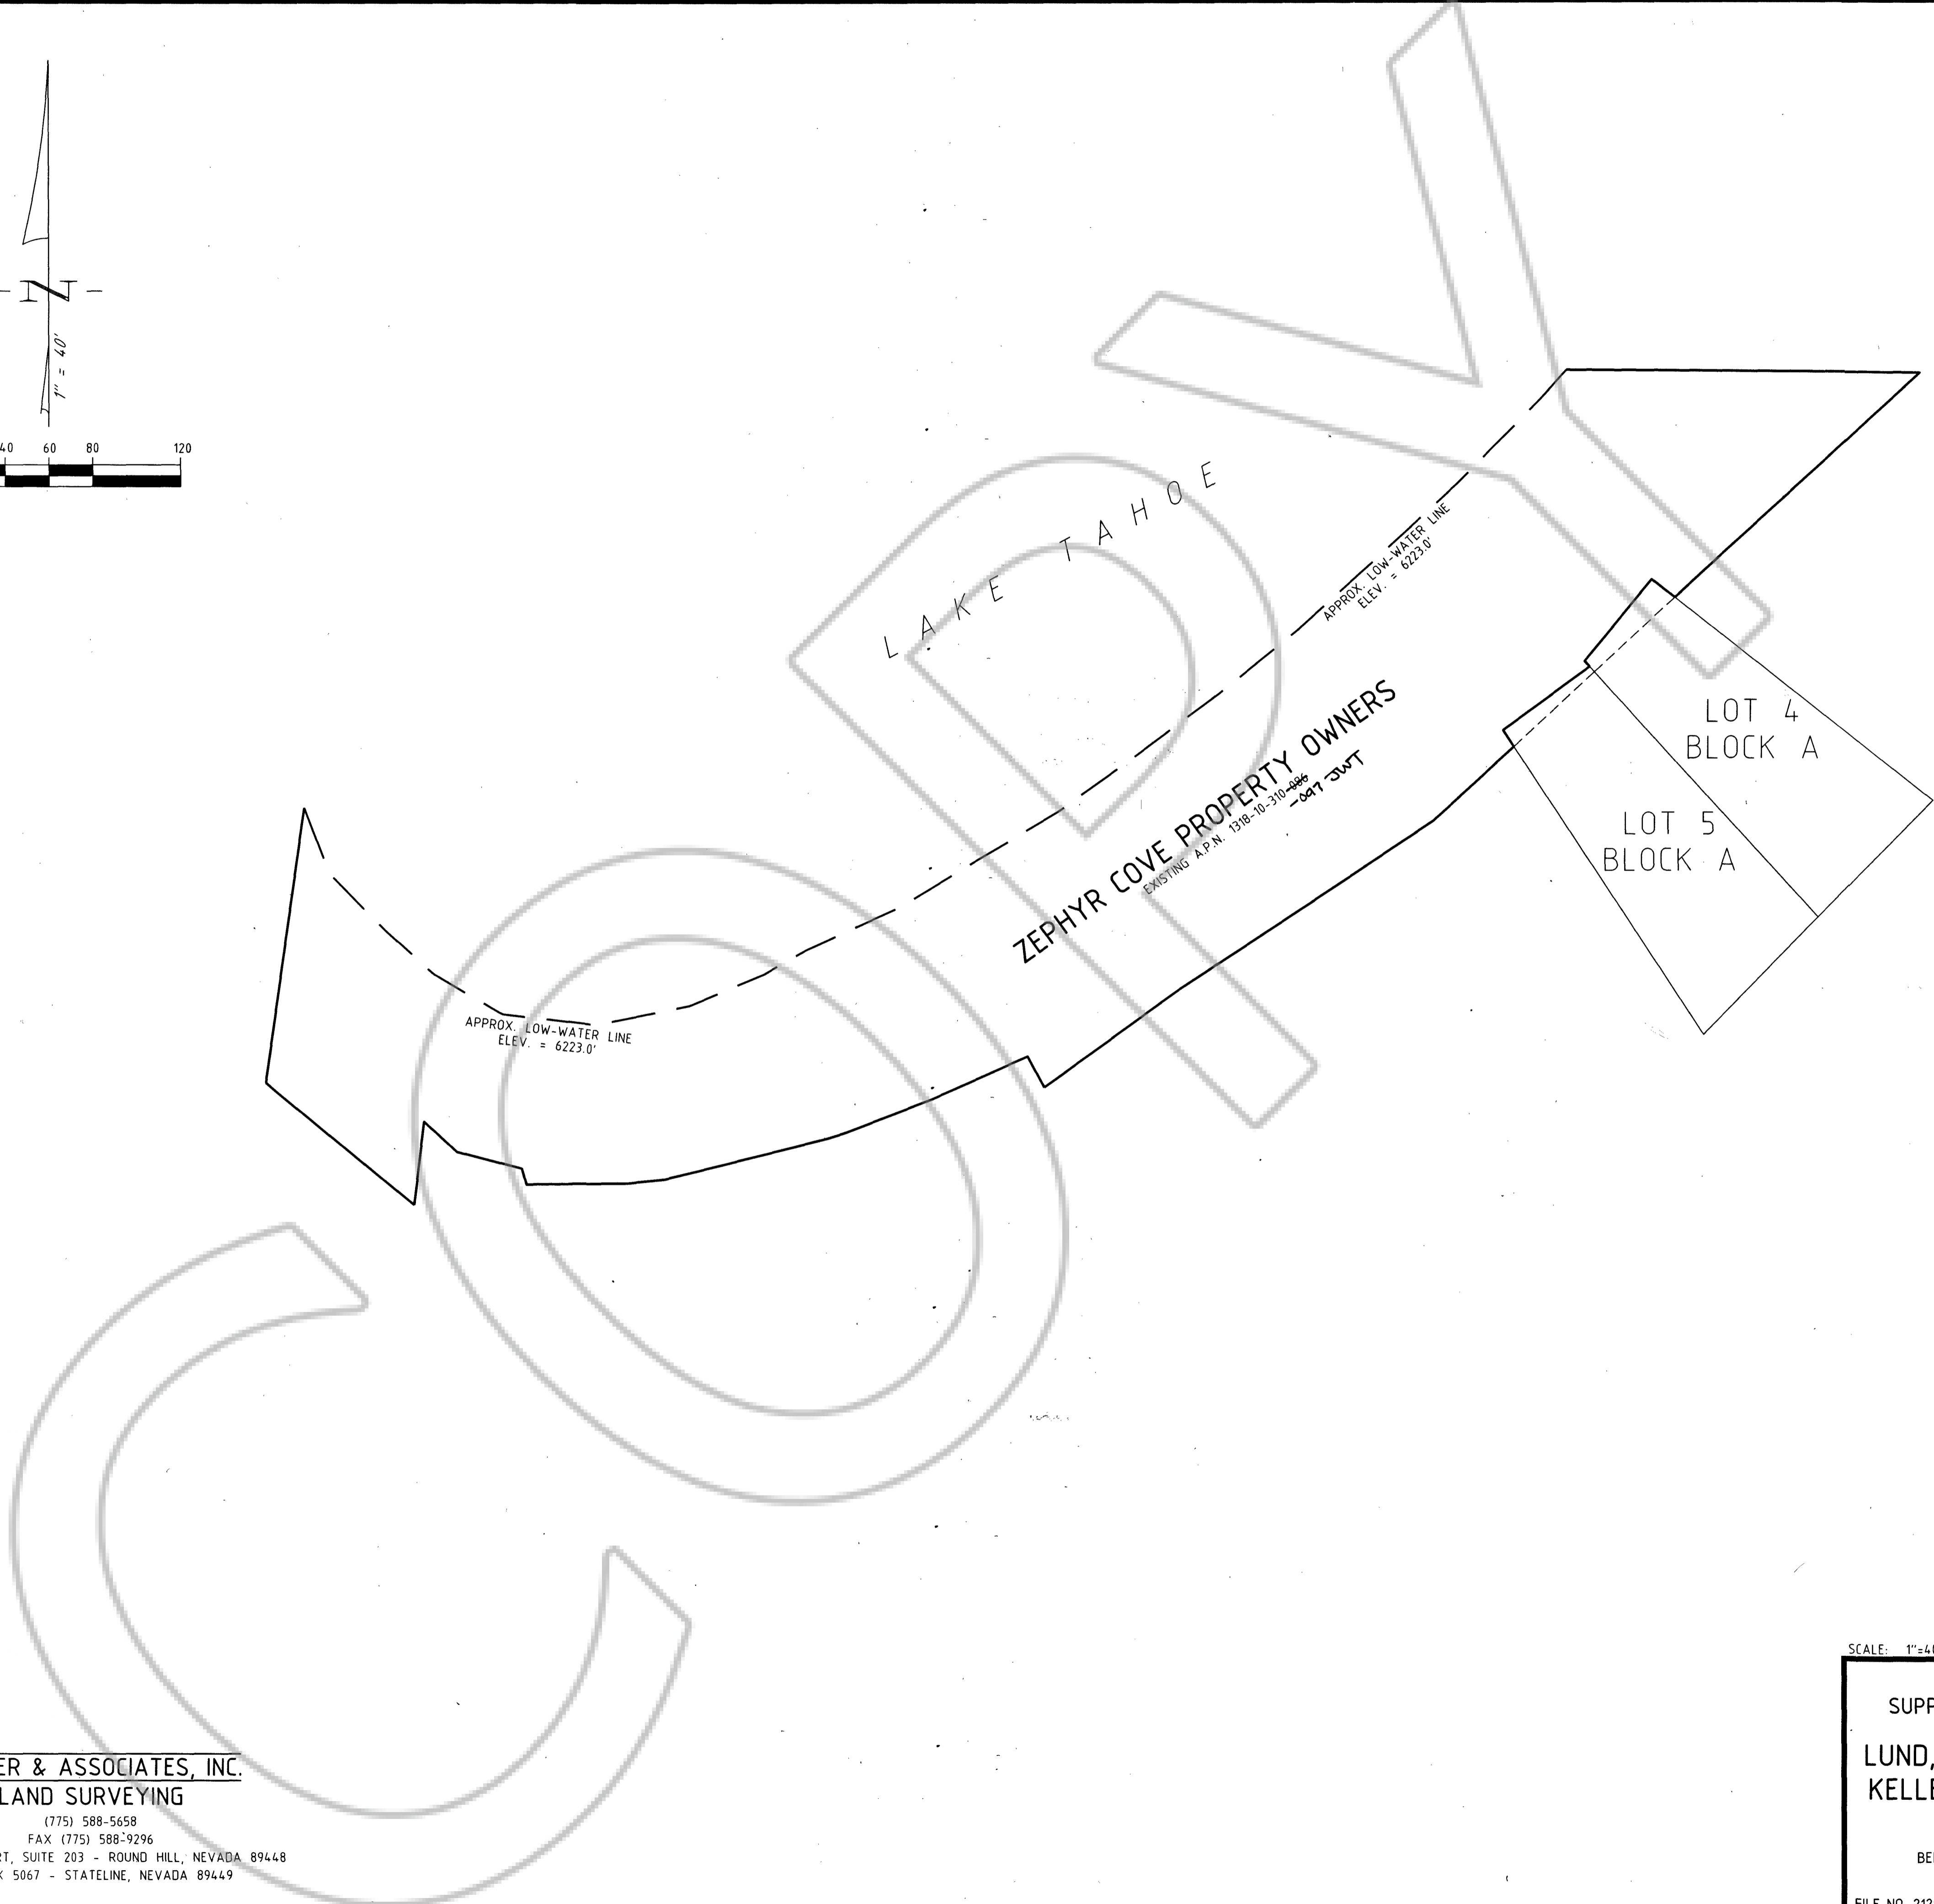 N
1" = 40'
40 60 80 120
LAKE TAHOE
APPROX. LOW-WATER LINE
ELEV. = 6223.0'
ZEPHYR COVE PROPERTY OWNERS
EXISTING A.P.N. 1318-10-310-086
-097 JWT
LOT 4
BLOCK A
LOT 5
BLOCK A
APPROX. LOW-WATER LINE
ELEV. = 6223.0'
COPY
SCALE: 1"=40
SUPP
LUND,
KELLE
BE
FILE NO. 212
ER & ASSOCIATES, INC.
LAND SURVEYING
(775) 588-5658
FAX (775) 588-9296
RT, SUITE 203 - ROUND HILL, NEVADA 89448
X 5067 - STATELINE, NEVADA 89449